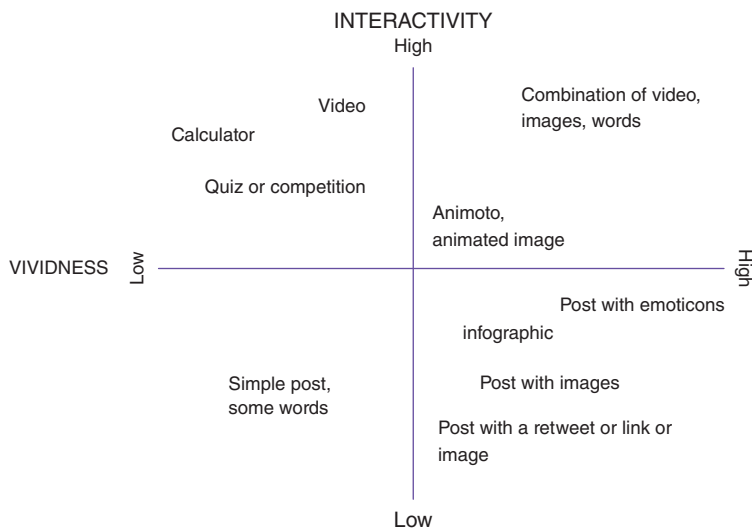 INTERACTIVITY
High
Video
Combination of video,
images, words
Calculator
Quiz or competition
Animoto,
animated image
VIVIDNESS
Low
High
Post with emoticons
infographic
Simple post,
some words
Post with images
Post with a retweet or link or
image
Low